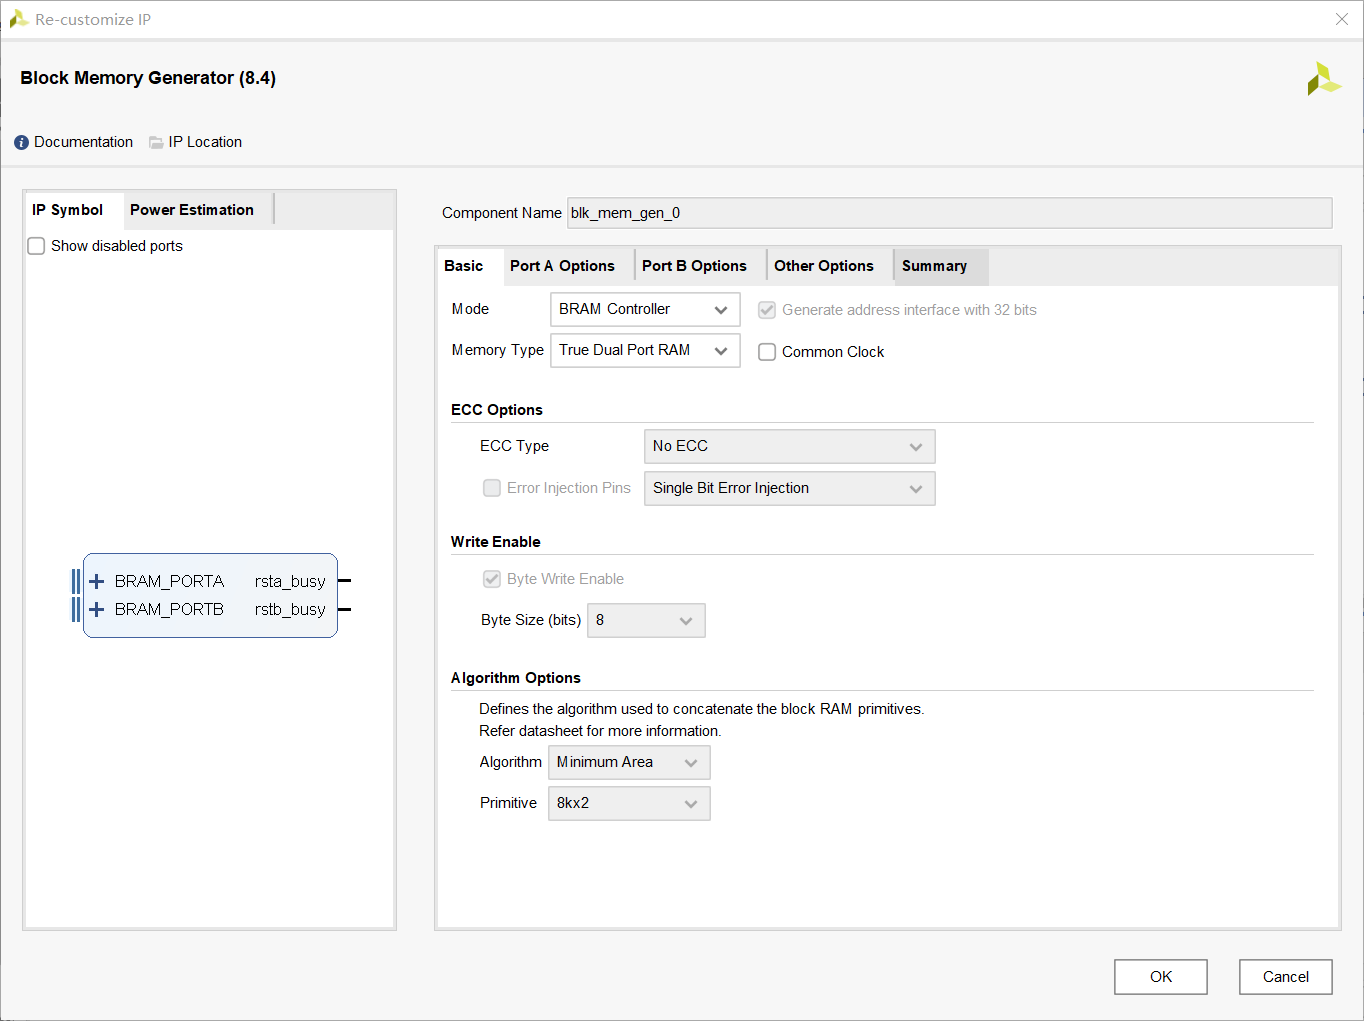 Re-customize IP
Block Memory Generator (8.4)
Documentation IP Location
IP Symbol Power Estimation
Show disabled ports
BRAM_PORTA rsta_busy
BRAM_PORTB rstb_busy
Component Name blk_mem_gen_0
Basic Port A Options Port B Options Other Options Summary
Mode BRAM Controller Generate address interface with 32 bits
Memory Type True Dual Port RAM Common Clock
ECC Options
ECC Type No ECC
Error Injection Pins Single Bit Error Injection
Write Enable
Byte Write Enable
Byte Size (bits) 8
Algorithm Options
Defines the algorithm used to concatenate the block RAM primitives.
Refer datasheet for more information.
Algorithm Minimum Area
Primitive 8kx2
OK Cancel